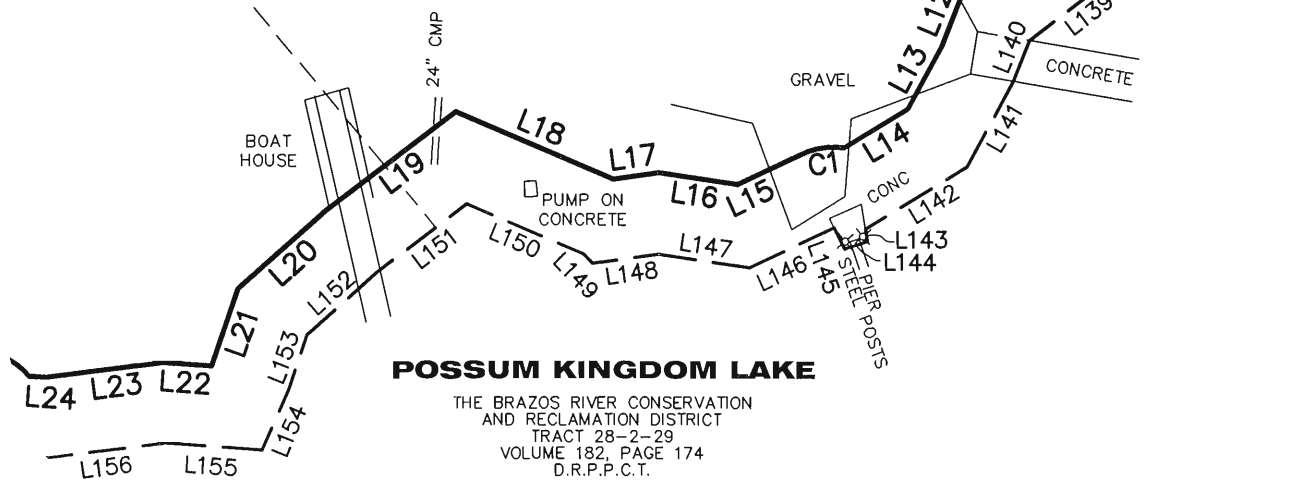 L12
L139
L140
24" CMP
L13
GRAVEL
CONCRETE
L18
L141
BOAT
HOUSE
L17
C1
L14
L19
L16
L15
CONC
PUMP ON
CONCRETE
L142
L151
L150
L147
L143
L20
L149
L148
L146
L145
L144
PIER
STEEL POSTS
L152
L21
L153
POSSUM KINGDOM LAKE
L24
L23
L22
THE BRAZOS RIVER CONSERVATION
AND RECLAMATION DISTRICT
TRACT 28-2-29
VOLUME 182, PAGE 174
D.R.P.P.C.T.
L154
L156
L155